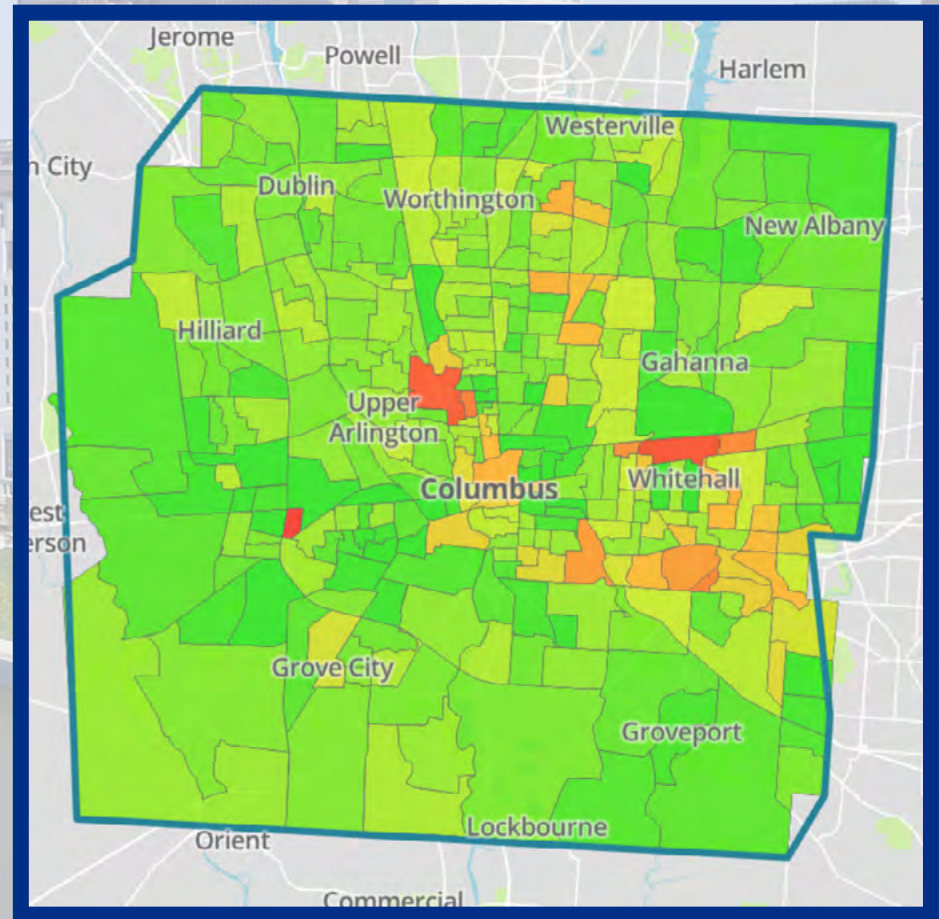 Jerome
Powell
Harlem
Westerville
n City
Dublin
Worthington
New Albany
Hilliard
Gahanna
Upper
Arlington
Whitehall
Columbus
est
erson
Grove City
Groveport
Lockbourne
Orient
Commercial